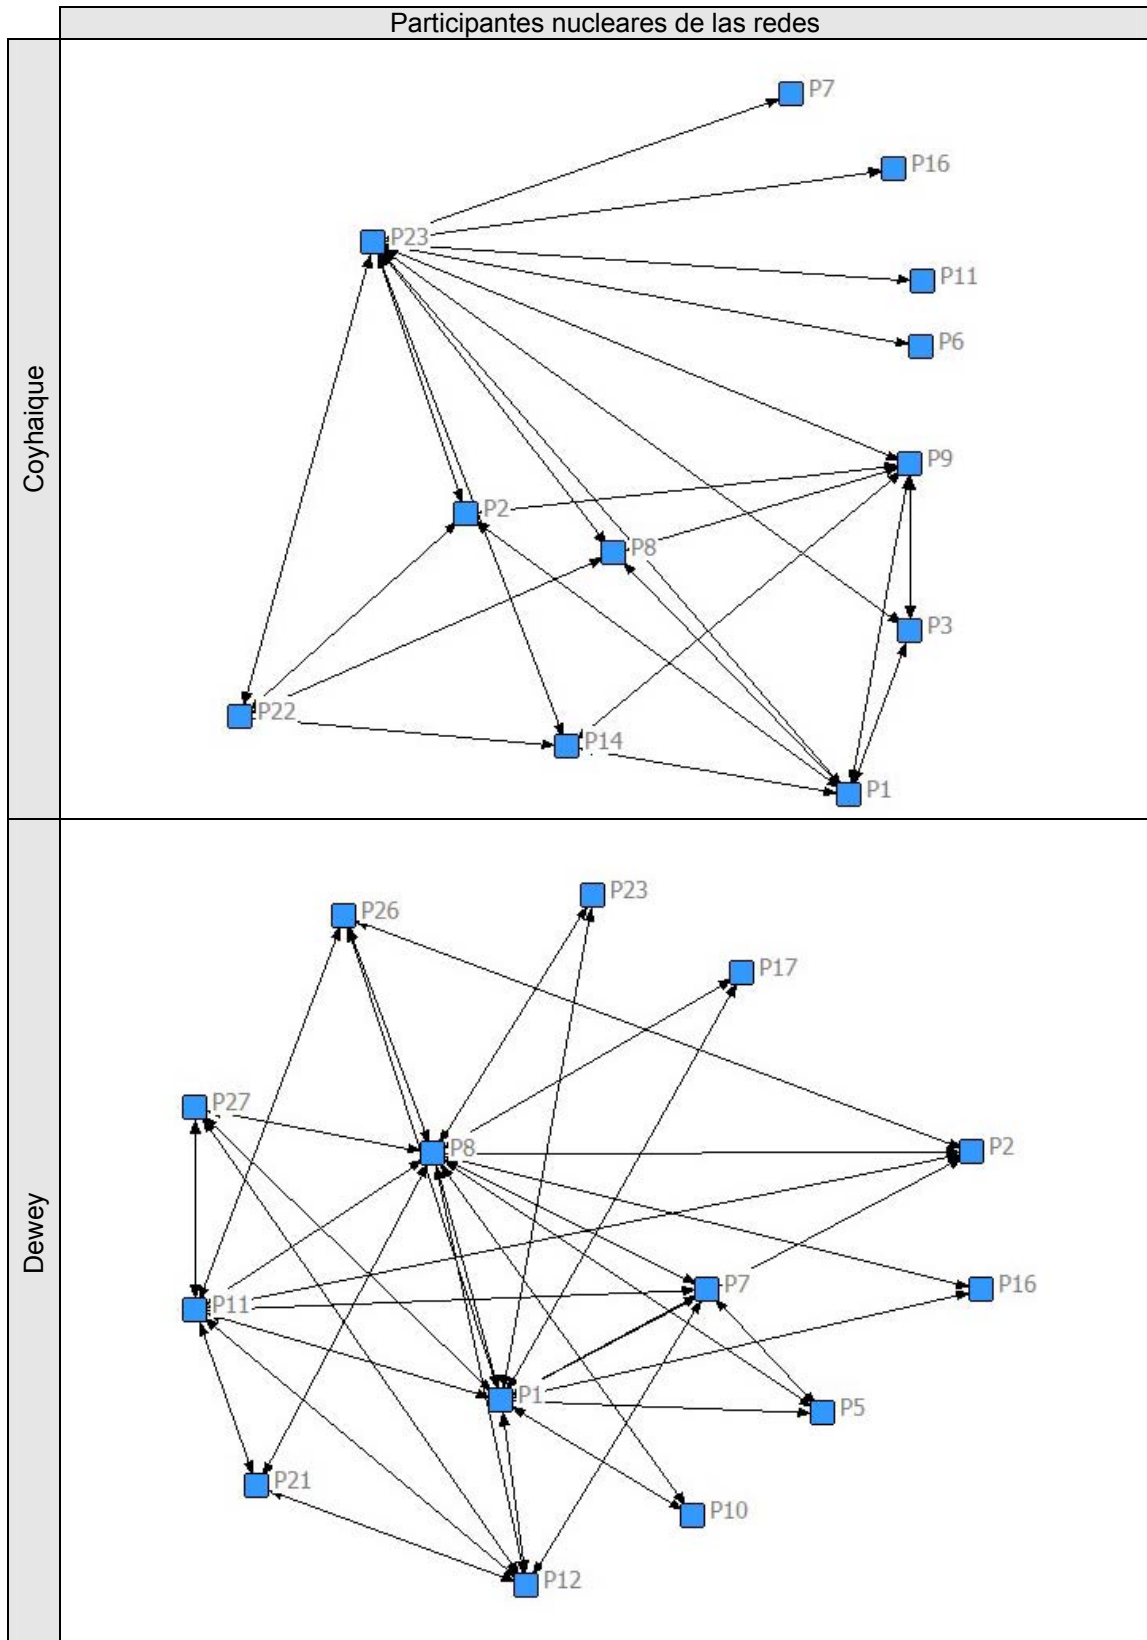 Participantes nucleares de las redes
Coyhaique
P7
P16
P23
P11
P6
P9
P2
P8
P3
P22
P14
P1
Dewey
P23
P26
P17
P27
P8
P2
P7
P16
P11
P1
P5
P21
P10
P12